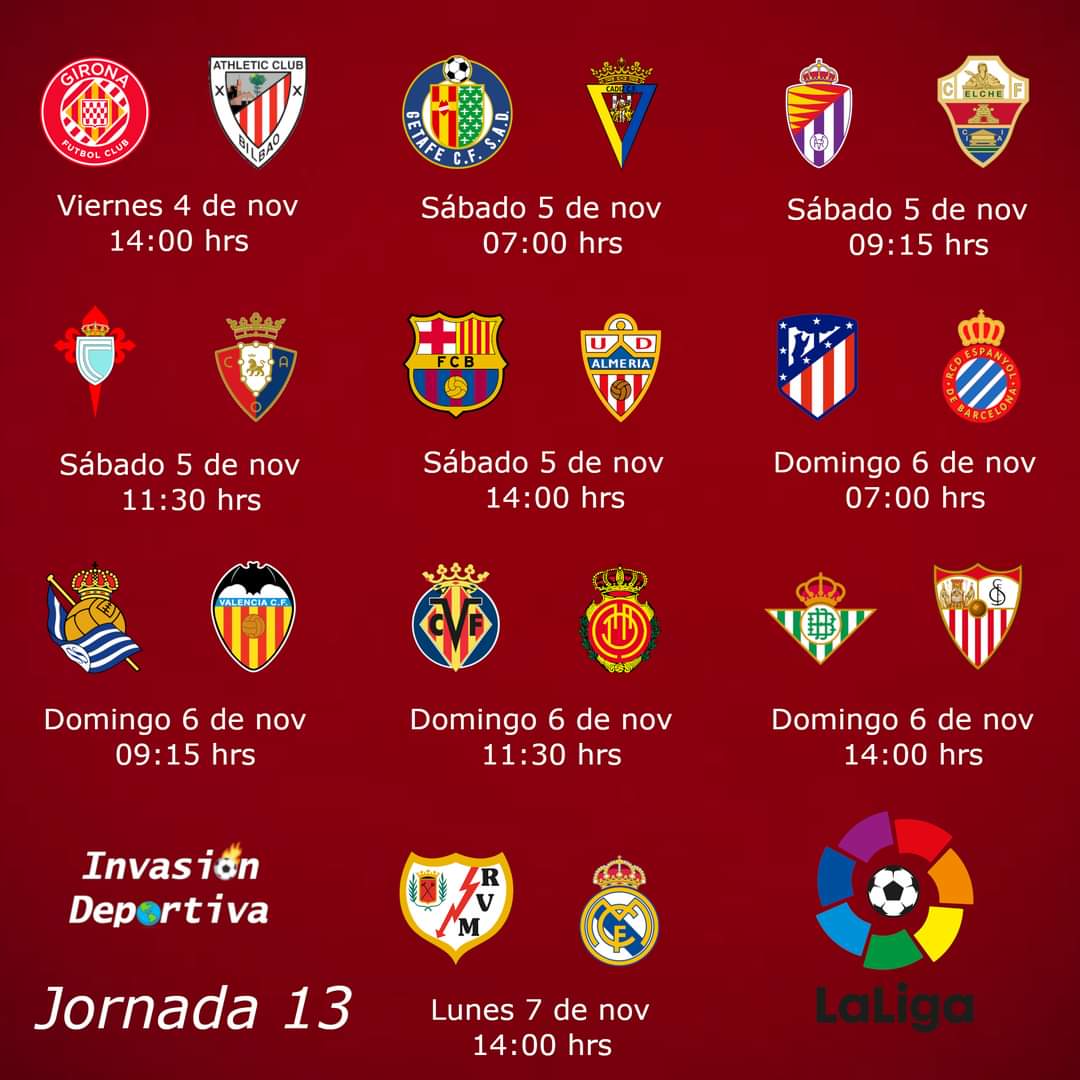 GIRONA
FUTBOL CLUB
ATHLETIC CLUB
BILBAO
Viernes 4 de nov
14:00 hrs
GETAFE C.F. S.A.D.
Sábado 5 de nov
07:00 hrs
C ELCHE F
Sábado 5 de nov
09:15 hrs
C A
O
Sábado 5 de nov
11:30 hrs
FCB
U D
ALMERIA
Sábado 5 de nov
14:00 hrs
RCD ESPANYOL
DE BARCELONA
Domingo 6 de nov
07:00 hrs
VALENCIA C.F.
Domingo 6 de nov
09:15 hrs
CVF
Domingo 6 de nov
11:30 hrs
Domingo 6 de nov
14:00 hrs
Invasión
Deportiva
Jornada 13
R
V
M
Lunes 7 de nov
14:00 hrs
LaLiga